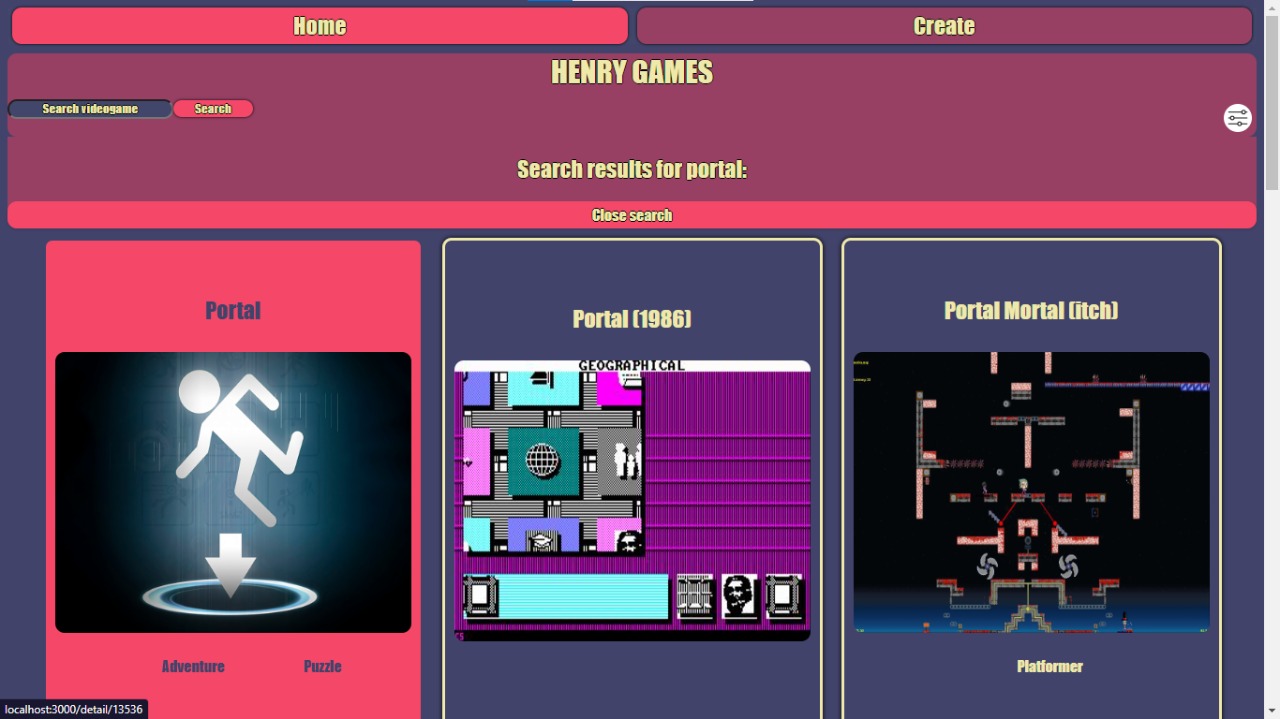 Home
Create
HENRY GAMES
Search videogame
Search
Search results for portal:
Close search
Portal
Portal (1986)
Portal Mortal (itch)
GEOGRAPHICAL
Adventure
Puzzle
Platformer
localhost:3000/detail/13536